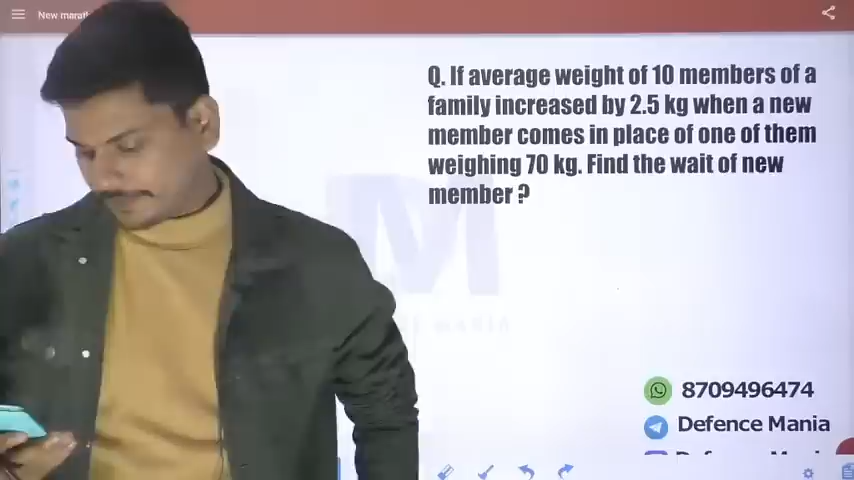 New marat
Q. If average weight of 10 members of a
family increased by 2.5 kg when a new
member comes in place of one of them
weighing 70 kg. Find the wait of new
member ?
8709496474
Defence Mania